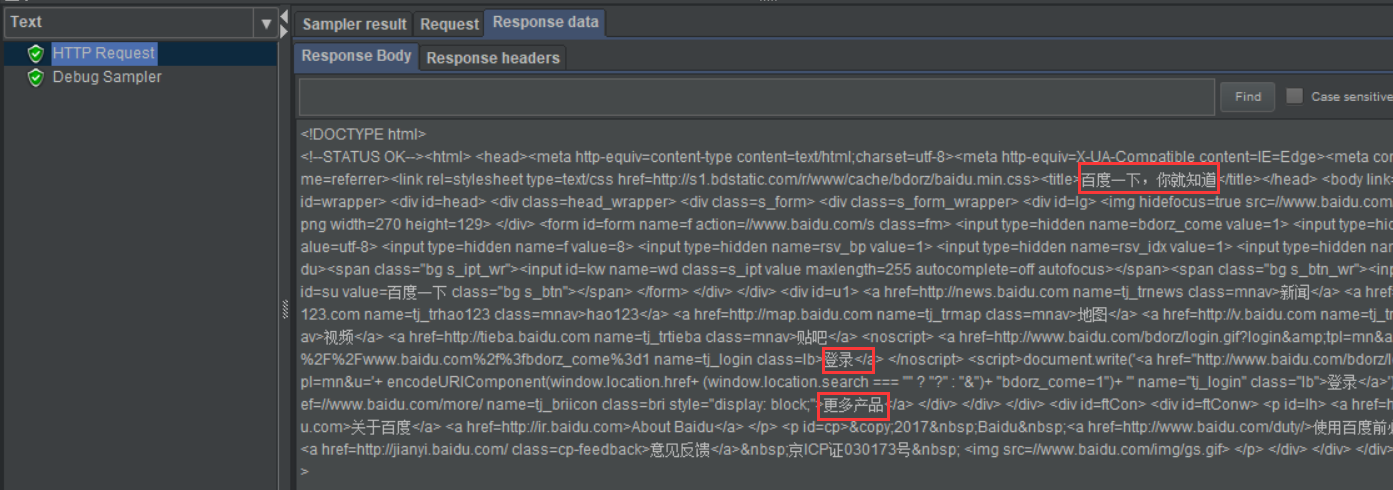 Text
Sampler result Request Response data
HTTP Request
Response Body Response headers
Debug Sampler
Find Case sensitive
<!DOCTYPE html>
<!--STATUS OK--><html> <head><meta http-equiv=content-type content=text/html;charset=utf-8><meta http-equiv=X-UA-Compatible content=IE=Edge><meta con
me=referrer><link rel=stylesheet type=text/css href=http://s1.bdstatic.com/r/www/cache/bdorz/baidu.min.css><title>百度一下，你就知道</title></head> <body link=
id=wrapper> <div id=head> <div class=head_wrapper> <div class=s_form> <div class=s_form_wrapper> <div id=lg> <img hidefocus=true src=//www.baidu.com
png width=270 height=129> </div> <form id=form name=f action=//www.baidu.com/s class=fm> <input type=hidden name=bdorz_come value=1> <input type=hid
alue=utf-8> <input type=hidden name=f value=8> <input type=hidden name=rsv_bp value=1> <input type=hidden name=rsv_idx value=1> <input type=hidden
du><span class="bg s_ipt_wr"><input id=kw name=wd class=s_ipt value maxlength=255 autocomplete=off autofocus></span><span class="bg s_btn_wr"><inp
id=su value=百度一下 class="bg s_btn"></span> </form> </div> </div> <div id=u1> <a href=http://news.baidu.com name=tj_trnews class=mnav>新闻</a> <a href
123.com name=tj_trhao123 class=mnav>hao123</a> <a href=http://map.baidu.com name=tj_trmap class=mnav>地图</a> <a href=http://v.baidu.com name=t
av>视频</a> <a href=http://tieba.baidu.com name=tj_trtieba class=mnav>贴吧</a> <noscript> <a href=http://www.baidu.com/bdorz/login.gif?login&amp;tpl=mn&a
%2F%2Fwww.baidu.com%2f%3fbdorz_come%3d1 name=tj_login class=lb>登录</a> </noscript> <script>document.write('<a href="http://www.baidu.com/bdorz/l
pl=mn&u='+ encodeURIComponent(window.location.href+ (window.location.search === "" ? "?" : "&")+ "bdorz_come=1")+ '" name="tj_login" class="lb">登录</a>'
ef=//www.baidu.com/more/ name=tj_briicon class=bri style="display: block;">更多产品</a> </div> </div> </div> <div id=ftCon> <div id=ftConw> <p id=lh> <a href=h
u.com>关于百度</a> <a href=http://ir.baidu.com>About Baidu</a> </p> <p id=cp>&copy;2017&nbsp;Baidu&nbsp;<a href=http://www.baidu.com/duty/>使用百度前必
<a href=http://jianyi.baidu.com/ class=cp-feedback>意见反馈</a>&nbsp;京ICP证030173号&nbsp; <img src=//www.baidu.com/img/gs.gif> </p> </div> </div> </div>
>